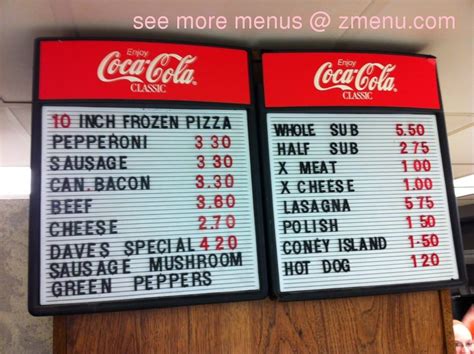 see more menus @ zmenu.com
Enjoy
Coca-Cola
CLASSIC
10 INCH FROZEN PIZZA
PEPPERONI 3 30
SAUSAGE 3 30
CAN. BACON 3.30
BEEF 3.60
CHEESE 2.70
DAVES SPECIAL 4 20
SAUSAGE MUSHROOM
GREEN PEPPERS
Enjoy
Coca-Cola
CLASSIC
WHOLE SUB 5.50
HALF SUB 2 75
X MEAT 1.00
X CHEESE 1.00
LASAGNA 5 75
POLISH 1 50
CONEY ISLAND 1-50
HOT DOG 1 20